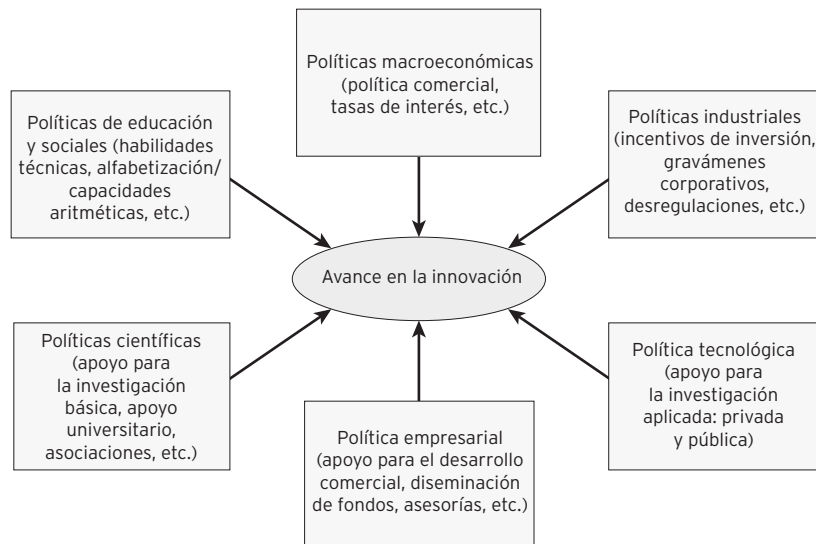 Políticas macroeconómicas
(política comercial,
tasas de interés, etc.)
Políticas de educación
y sociales (habilidades
técnicas, alfabetización/
capacidades
aritméticas, etc.)
Políticas industriales
(incentivos de inversión,
gravámenes
corporativos,
desregulaciones, etc.)
Avance en la innovación
Políticas científicas
(apoyo para
la investigación
básica, apoyo
universitario,
asociaciones, etc.)
Política empresarial
(apoyo para el desarrollo
comercial, diseminación
de fondos, asesorías, etc.)
Política tecnológica
(apoyo para
la investigación
aplicada: privada
y pública)